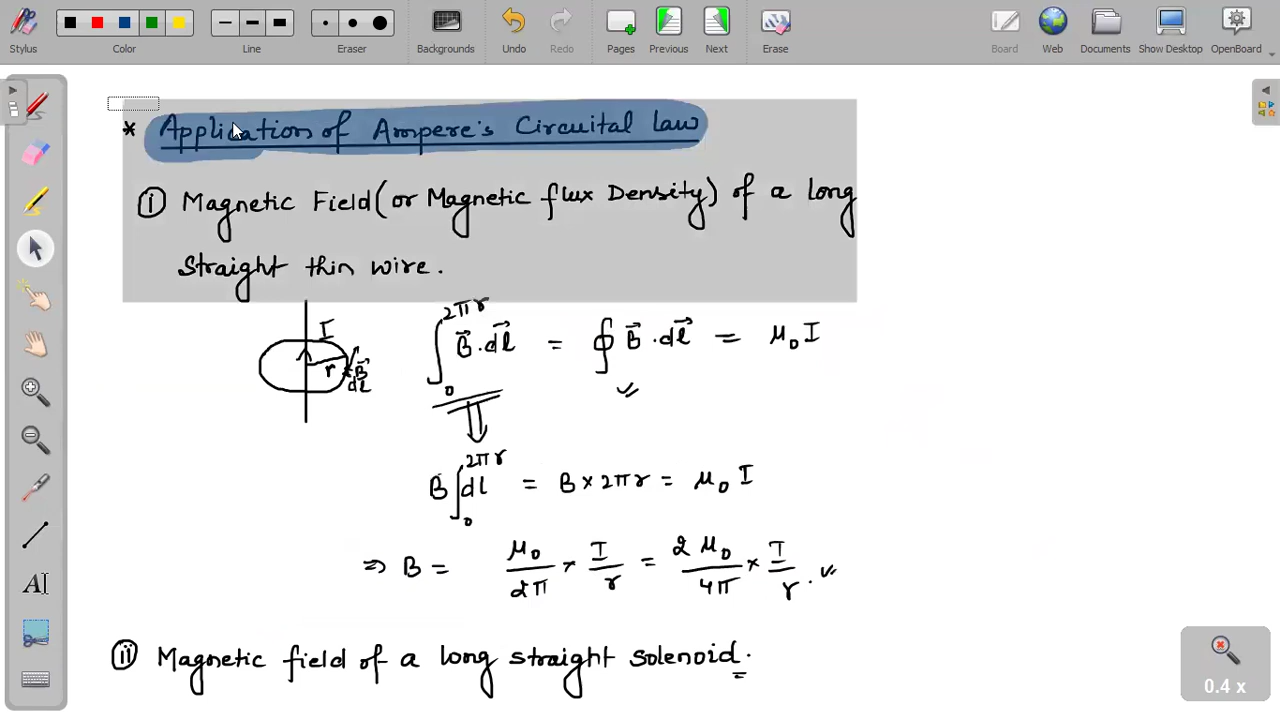 Stylus
Color
Line
Eraser
Backgrounds
Undo
Redo
Pages
Previous
Next
Erase
Board
Web
Documents
Show Desktop
OpenBoard
* Application of Ampere's Circuital Law
(i) Magnetic Field (or Magnetic flux Density) of a long
straight thin wire.
I
r
B⃗
dl⃗
∫₀^{2πr} B⃗·dl⃗ = ∮ B⃗·dl⃗ = μ₀I
B ∫₀^{2πr} dl = B × 2πr = μ₀ I
⇒ B = μ₀/2π × I/r = 2μ₀/4π × I/r. ✓
(ii) Magnetic field of a long straight solenoid.
0.4 x